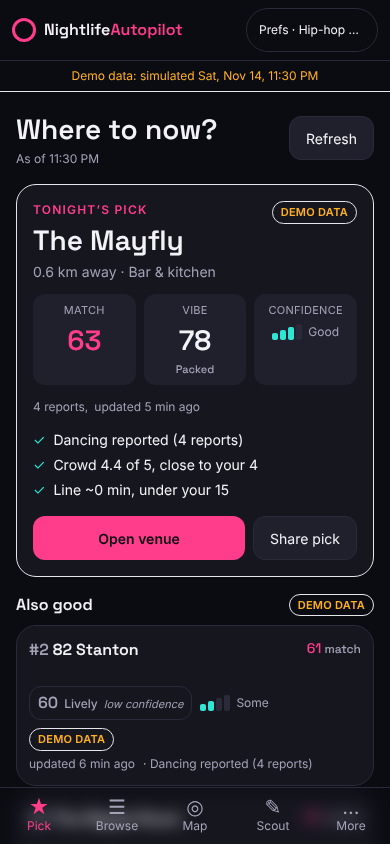 NightlifeAutopilot
Prefs · Hip-hop ...
Demo data: simulated Sat, Nov 14, 11:30 PM
Where to now?
As of 11:30 PM
Refresh
TONIGHT'S PICK
DEMO DATA
The Mayfly
0.6 km away · Bar & kitchen
MATCH
63
VIBE
78
Packed
CONFIDENCE
Good
4 reports, updated 5 min ago
✓ Dancing reported (4 reports)
✓ Crowd 4.4 of 5, close to your 4
✓ Line ~0 min, under your 15
Open venue
Share pick
Also good
DEMO DATA
#2 82 Stanton
61 match
60 Lively low confidence
Some
DEMO DATA
updated 6 min ago · Dancing reported (4 reports)
Pick
Browse
Map
Scout
... More